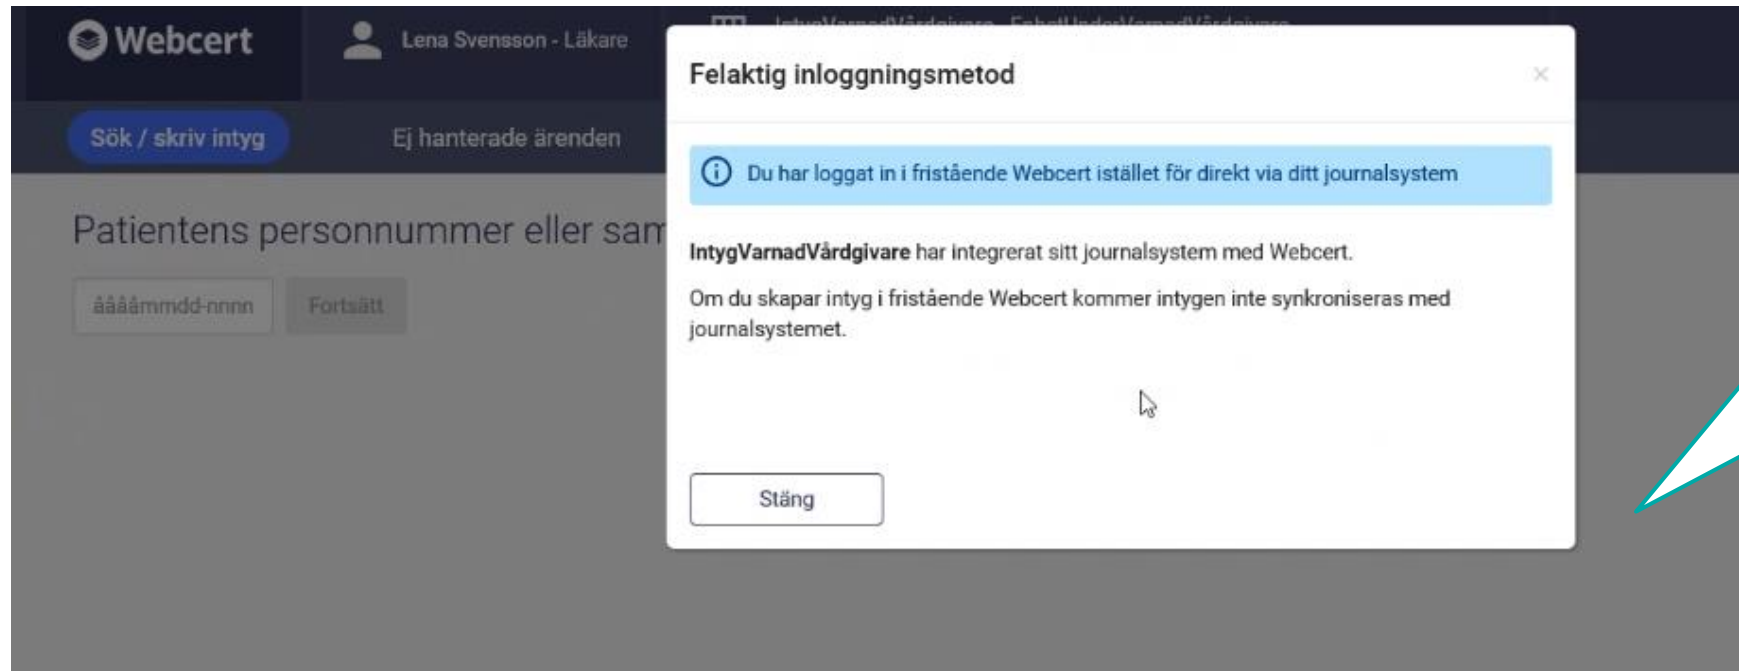 Webcert
Lena Svensson - Läkare
IntygVarnadVårdgivare - EnhetUnderVarnadVårdgivare
Sök / skriv intyg
Ej hanterade ärenden
Patientens personnummer eller sam
ååååmmdd-nnnn
Fortsätt
Felaktig inloggningsmetod
×
Du har loggat in i fristående Webcert istället för direkt via ditt journalsystem
IntygVarnadVårdgivare har integrerat sitt journalsystem med Webcert.
Om du skapar intyg i fristående Webcert kommer intygen inte synkroniseras med
journalsystemet.
Stäng